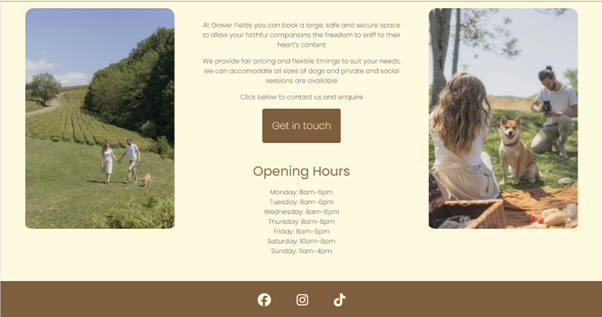 At Gower Fields you can book a large, safe and secure space
to allow your faithful companions the freedom to sniff to their
heart's content
We provide fair pricing and flexible timings to suit your needs,
we can accomodate all sizes of dogs and private and social
sessions are available
Click below to contact us and enquire
Get in touch
Opening Hours
Monday: 8am-6pm
Tuesday: 8am-6pm
Wednesday: 8am-6pm
Thursday: 8am-6pm
Friday: 8am-6pm
Saturday: 10am-6pm
Sunday: 11am-4pm